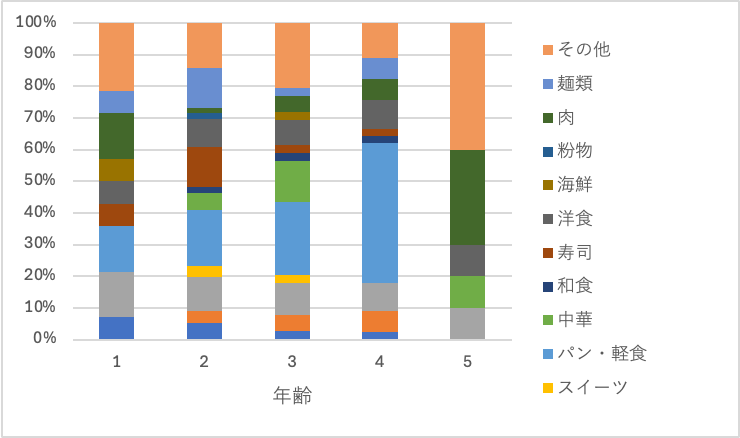 100%
90%
80%
70%
60%
50%
40%
30%
20%
10%
0%
1 2 3 4 5
年齢
その他
麺類
肉
粉物
海鮮
洋食
寿司
和食
中華
パン・軽食
スイーツ